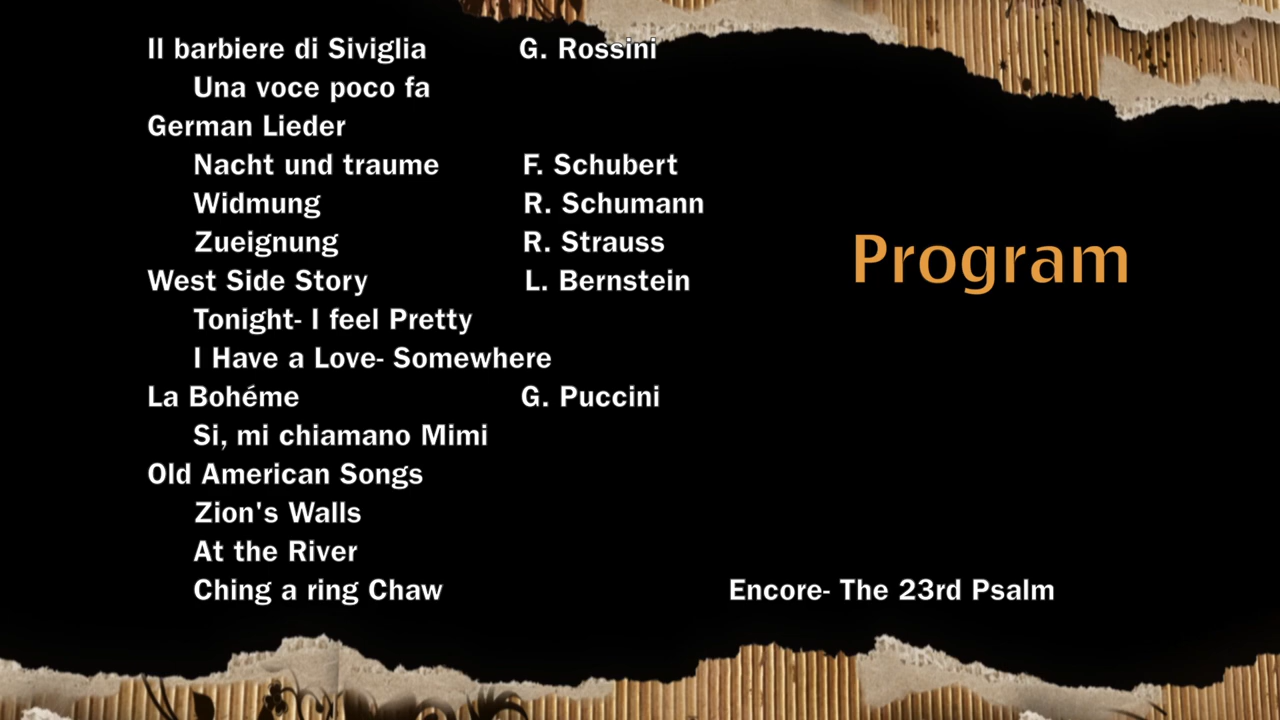 Il barbiere di Siviglia G. Rossini
Una voce poco fa
German Lieder
Nacht und traume F. Schubert
Widmung R. Schumann
Zueignung R. Strauss
West Side Story L. Bernstein
Tonight- I feel Pretty
I Have a Love- Somewhere
La Bohéme G. Puccini
Si, mi chiamano Mimi
Old American Songs
Zion's Walls
At the River
Ching a ring Chaw
Program
Encore- The 23rd Psalm